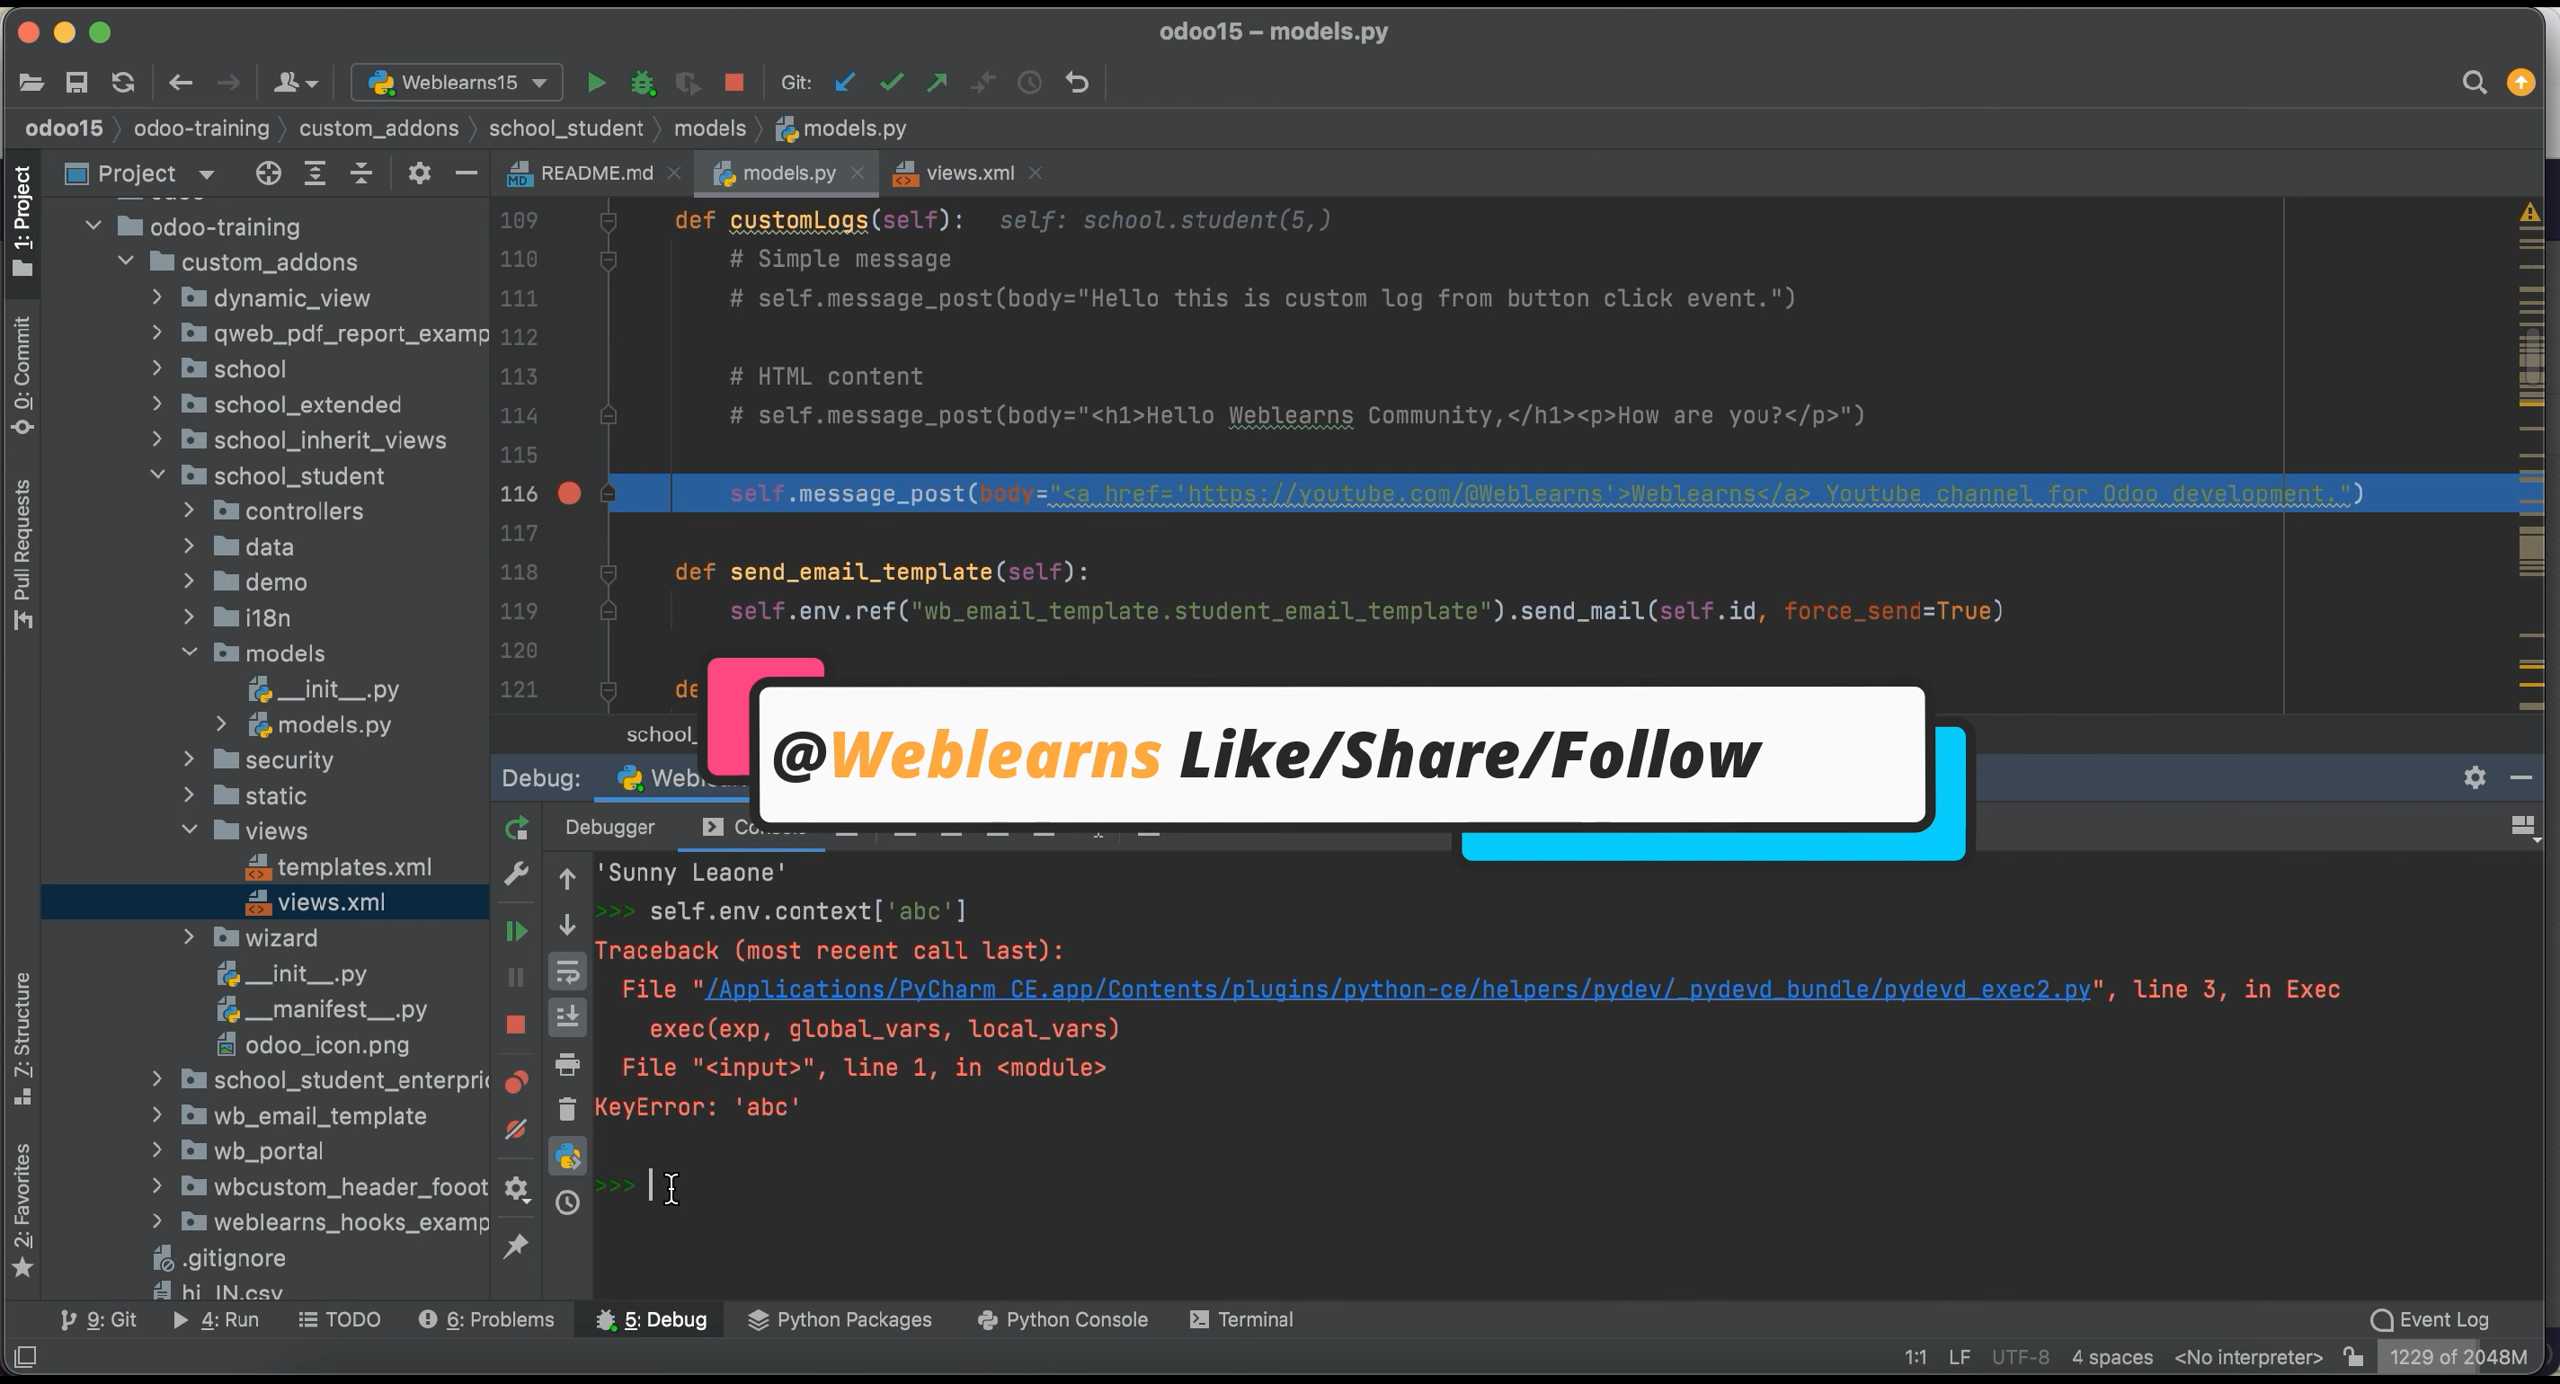 odoo15 – models.py
Weblearns15
Git:
odoo15 odoo-training custom_addons school_student models models.py
1: Project
0: Commit
Pull Requests
7: Structure
2: Favorites
Project
odoo-training
custom_addons
dynamic_view
qweb_pdf_report_examp
school
school_extended
school_inherit_views
school_student
controllers
data
demo
i18n
models
__init__.py
models.py
security
static
views
templates.xml
views.xml
wizard
__init__.py
__manifest__.py
odoo_icon.png
school_student_enterpri
wb_email_template
wb_portal
wbcustom_header_fooot
weblearns_hooks_examp
.gitignore
hi_IN.csv
README.md models.py views.xml
109 def customLogs(self): self: school.student(5,)
110 # Simple message
111 # self.message_post(body="Hello this is custom log from button click event.")
112
113 # HTML content
114 # self.message_post(body="<h1>Hello Weblearns Community,</h1><p>How are you?</p>")
115
116 self.message_post(body="<a href='https://youtube.com/@Weblearns'>Weblearns</a> Youtube channel for Odoo development.")
117
118 def send_email_template(self):
119 self.env.ref("wb_email_template.student_email_template").send_mail(self.id, force_send=True)
120
121 de
school_
@Weblearns Like/Share/Follow
Debug: Webl
Debugger
'Sunny Leaone'
>>> self.env.context['abc']
Traceback (most recent call last):
File "/Applications/PyCharm CE.app/Contents/plugins/python-ce/helpers/pydev/_pydevd_bundle/pydevd_exec2.py", line 3, in Exec
exec(exp, global_vars, local_vars)
File "<input>", line 1, in <module>
KeyError: 'abc'
>>>
9: Git 4: Run TODO 6: Problems 5: Debug Python Packages Python Console Terminal Event Log
1:1 LF UTF-8 4 spaces <No interpreter> 1229 of 2048M